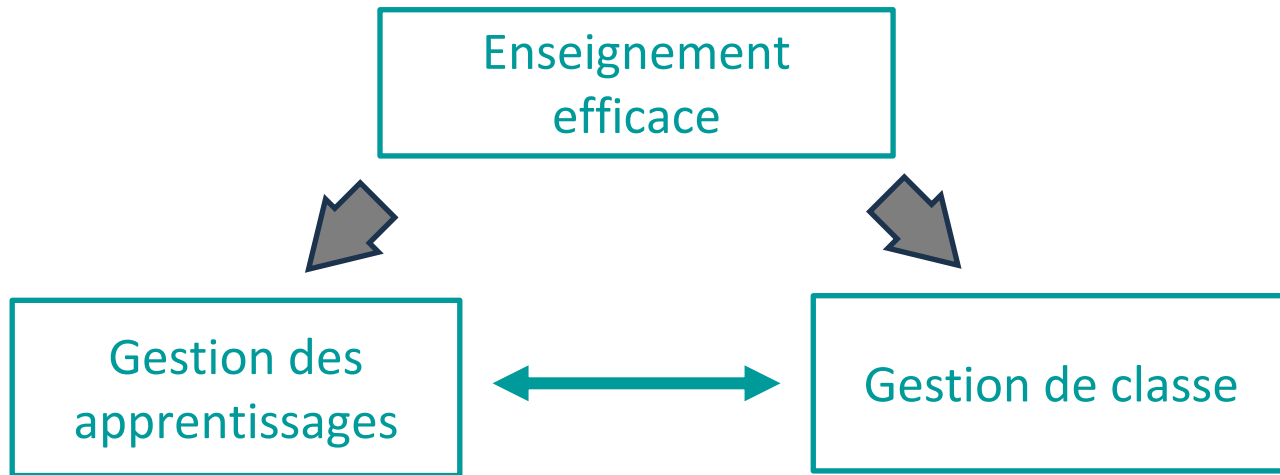 Enseignement
efficace
Gestion des
apprentissages
Gestion de classe